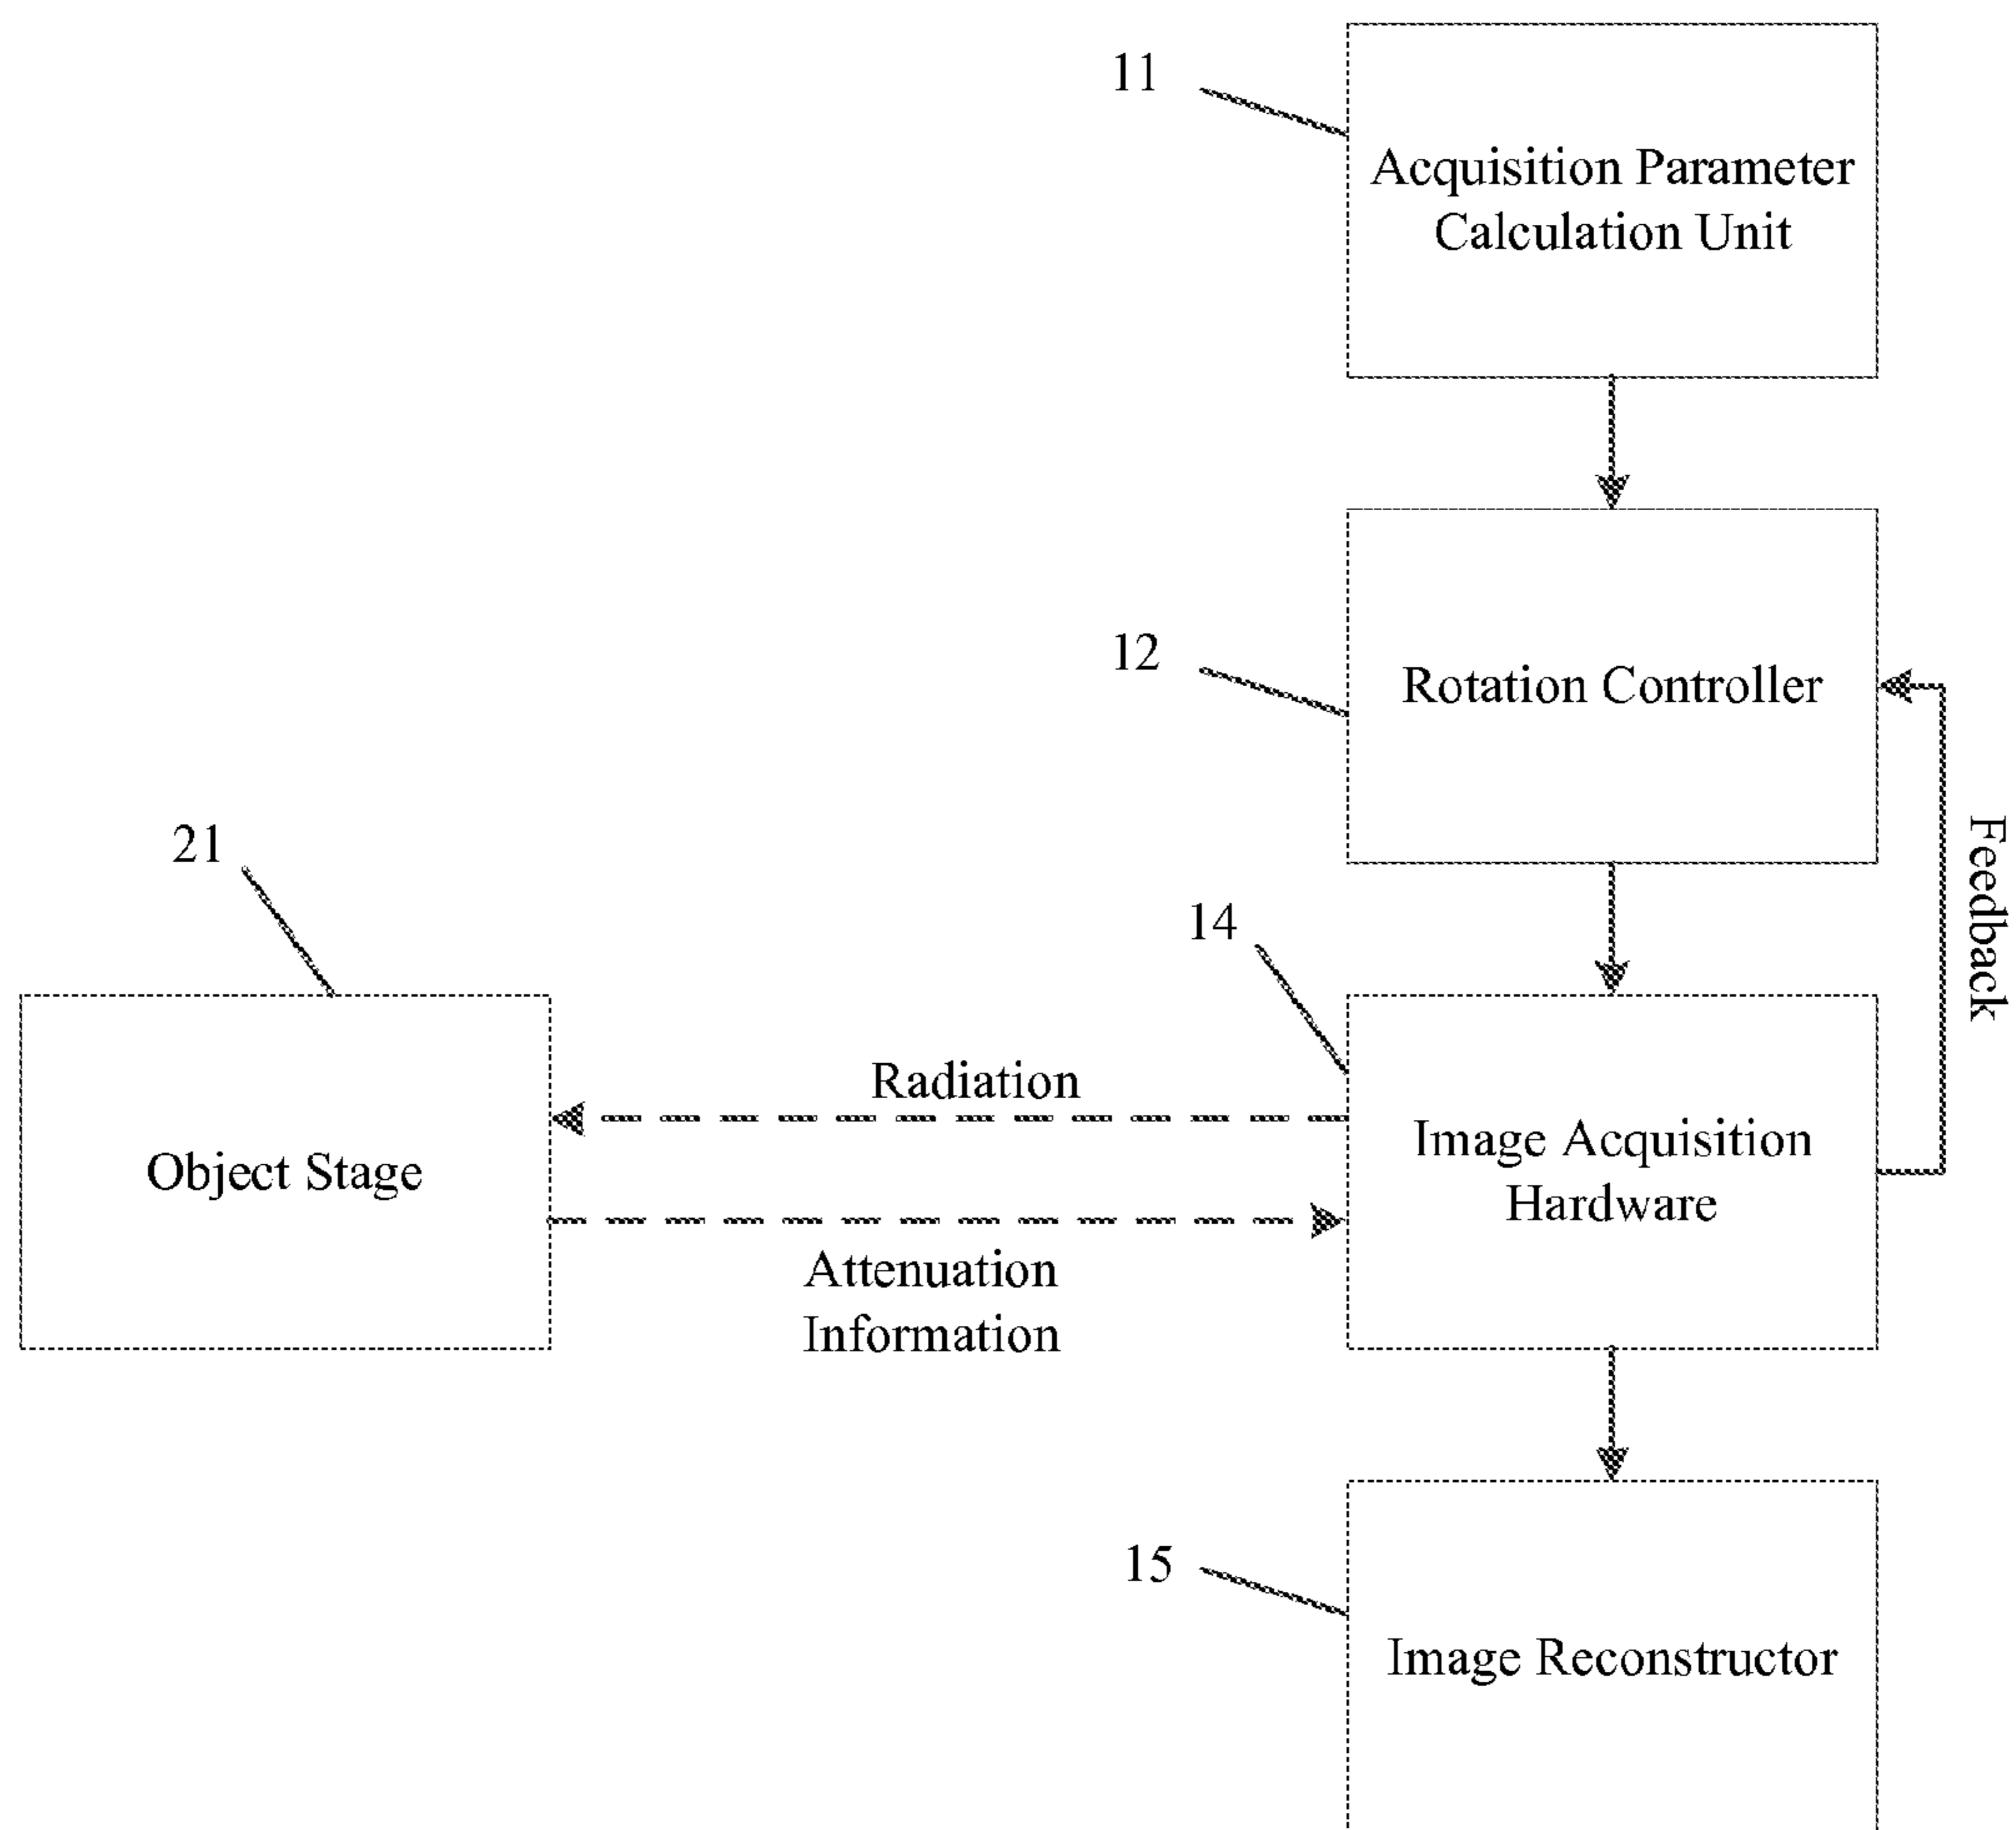 11
Acquisition Parameter
Calculation Unit
12
Rotation Controller
Feedback
21
14
Radiation
Object Stage
Image Acquisition
Hardware
Attenuation
Information
15
Image Reconstructor